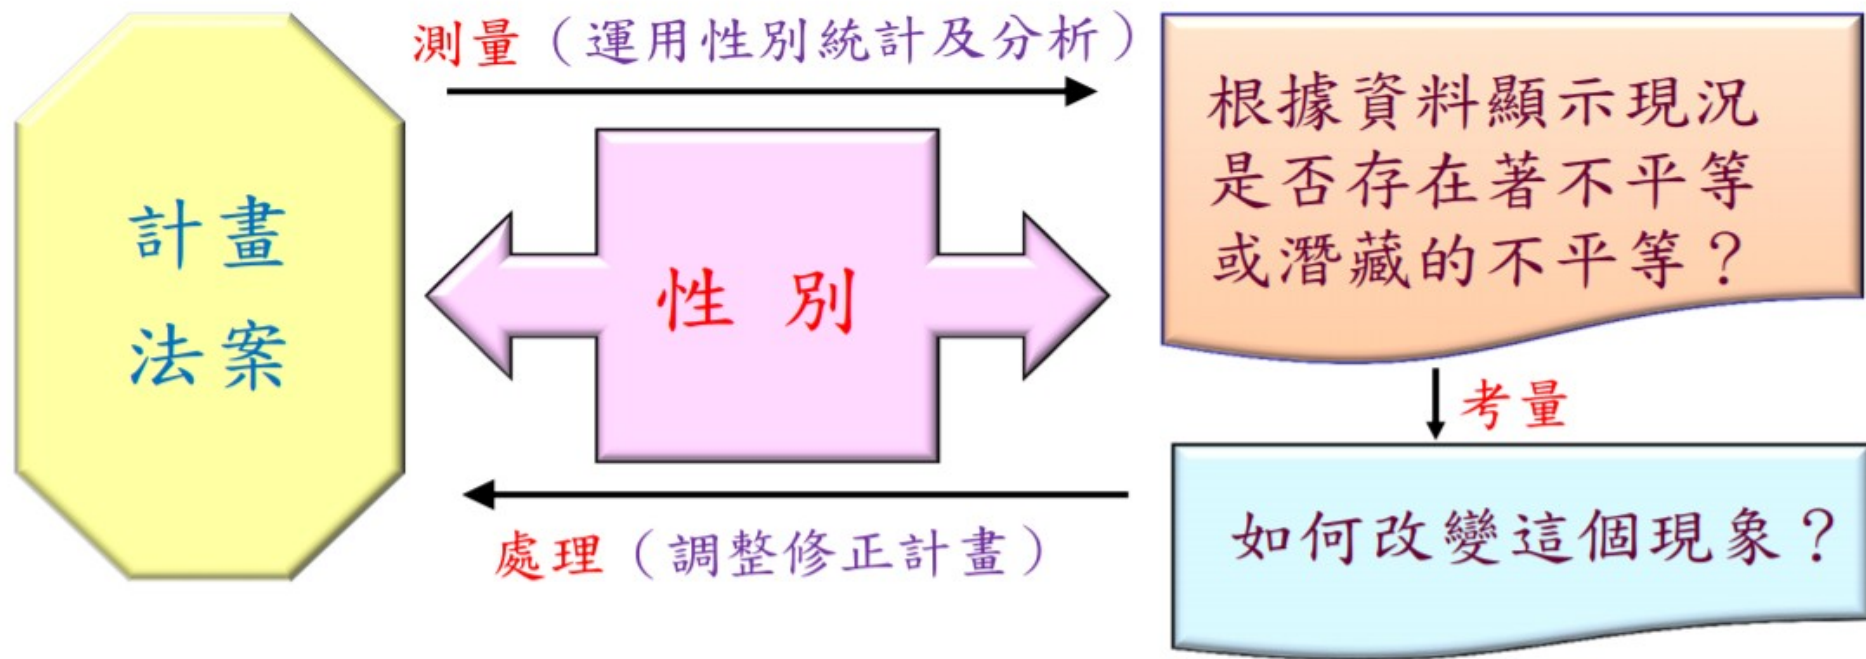 計畫
法案
測量（運用性別統計及分析）
性別
根據資料顯示現況
是否存在著不平等
或潛藏的不平等？
考量
如何改變這個現象？
處理（調整修正計畫）